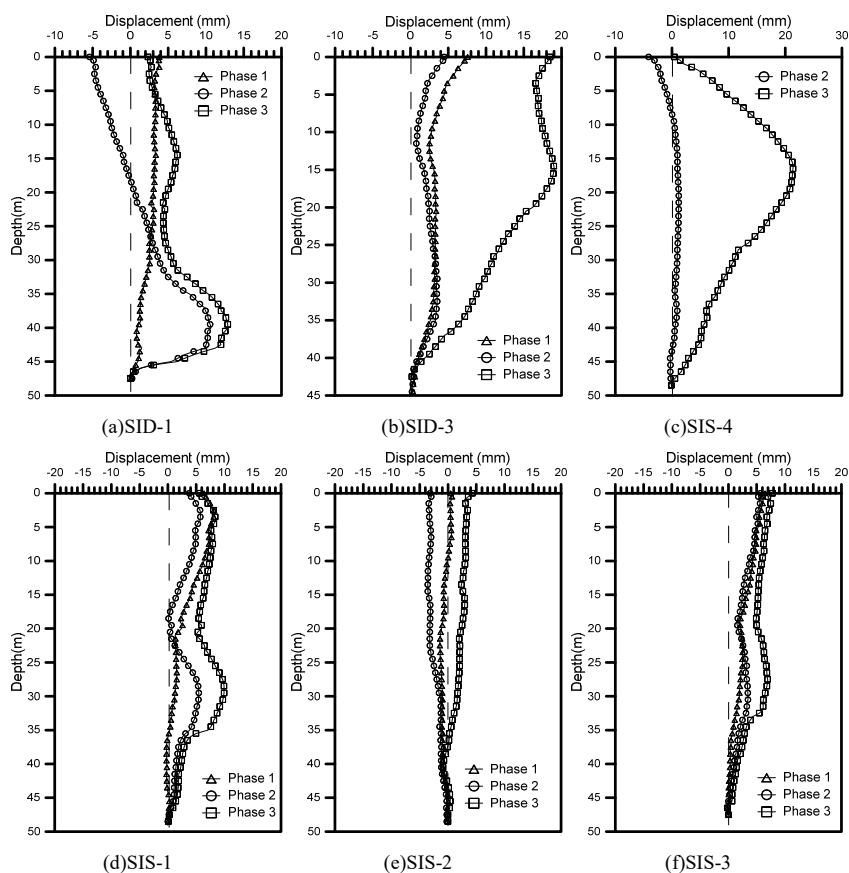 Displacement (mm) Displacement (mm) Displacement (mm)
-10 -5 0 5 10 15 20 -10 0 10 20 30 -10 0 10 20 30
0 Phase 1 0 0 Phase 2
Phase 2 Phase 3
Phase 3
5 5 5
10 10 10
15 15 15
20 20 20
Depth(m) Depth(m) Depth(m)
25 25 25
30 30 30
35 35 35
Phase 1
Phase 2
Phase 3
40 40 40
45 45 45
50 50
(a)SID-1 (b)SID-3 (c)SIS-4
Displacement (mm) Displacement (mm) Displacement (mm)
-20 -15 -10 -5 0 5 10 15 20 -20 -15 -10 -5 0 5 10 15 20 -20 -15 -10 -5 0 5 10 15 20
0 0 0
5 5 5
10 10 10
15 15 15
20 20 20
Depth(m) Depth(m) Depth(m)
25 25 25
30 30 30
35 35 35
40 40 40
Phase 1 Phase 1 Phase 1
Phase 2 Phase 2 Phase 2
Phase 3 Phase 3 Phase 3
45 45 45
50 50 50
(d)SIS-1 (e)SIS-2 (f)SIS-3